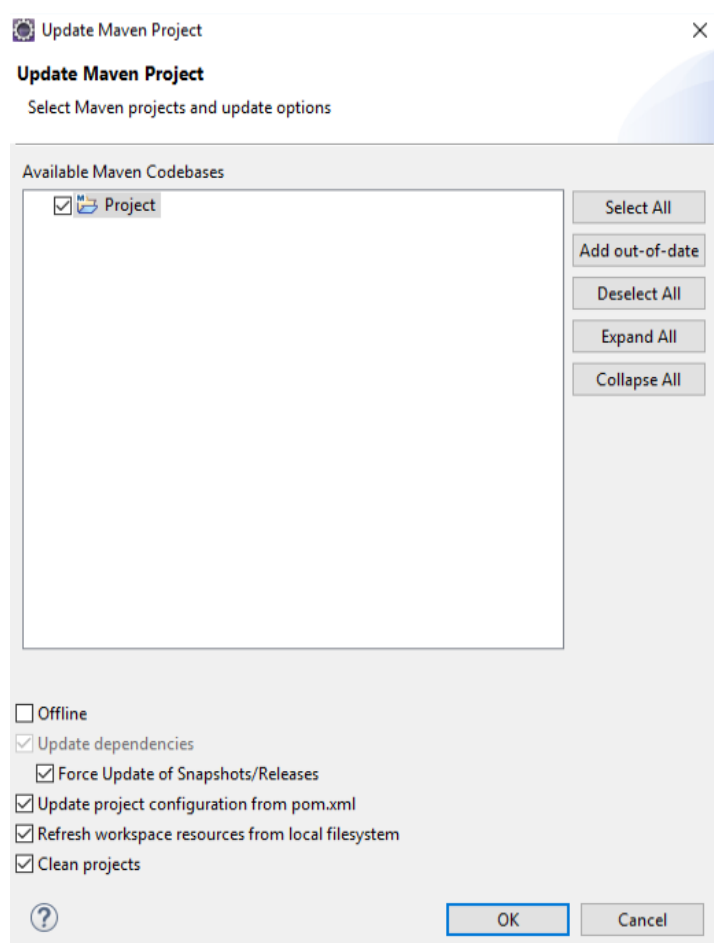 Update Maven Project
Update Maven Project
Select Maven projects and update options
Available Maven Codebases
Project
Select All
Add out-of-date
Deselect All
Expand All
Collapse All
Offline
Update dependencies
Force Update of Snapshots/Releases
Update project configuration from pom.xml
Refresh workspace resources from local filesystem
Clean projects
?
OK
Cancel